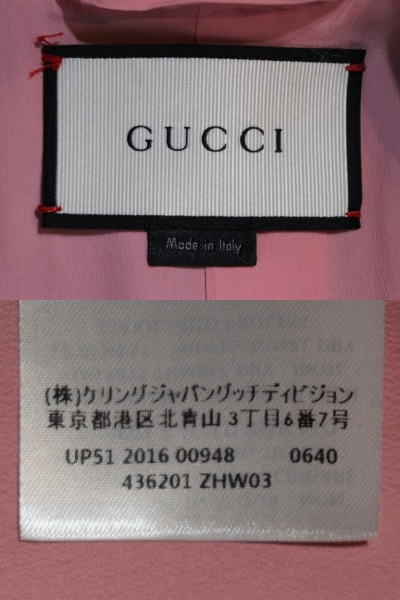 GUCCI
Made in Italy
(株)ケリングジャパングッチディビジョン
東京都港区北青山3丁目6番7号
UP51 2016 00948 0640
436201 ZHW03